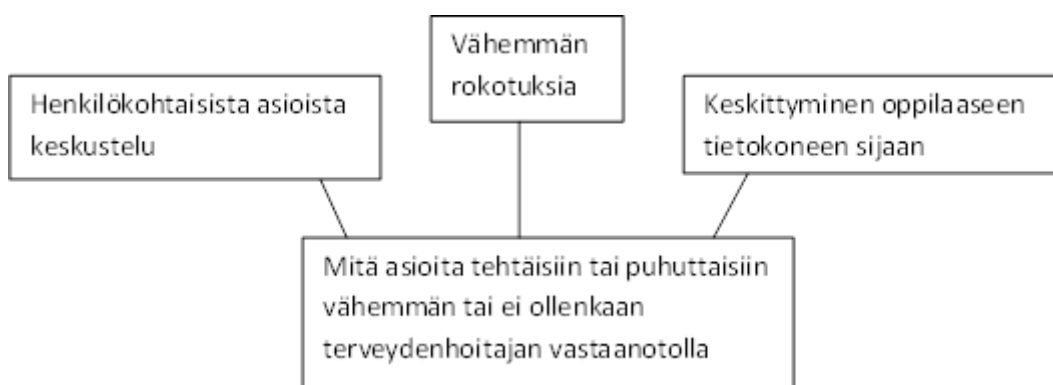 Vähemmän
rokotuksia
Henkilökohtaisista asioista
keskustelu
Keskittyminen oppilaaseen
tietokoneen sijaan
Mitä asioita tehtäisiin tai puhuttaisiin
vähemmän tai ei ollenkaan
terveydenhoitajan vastaanotolla